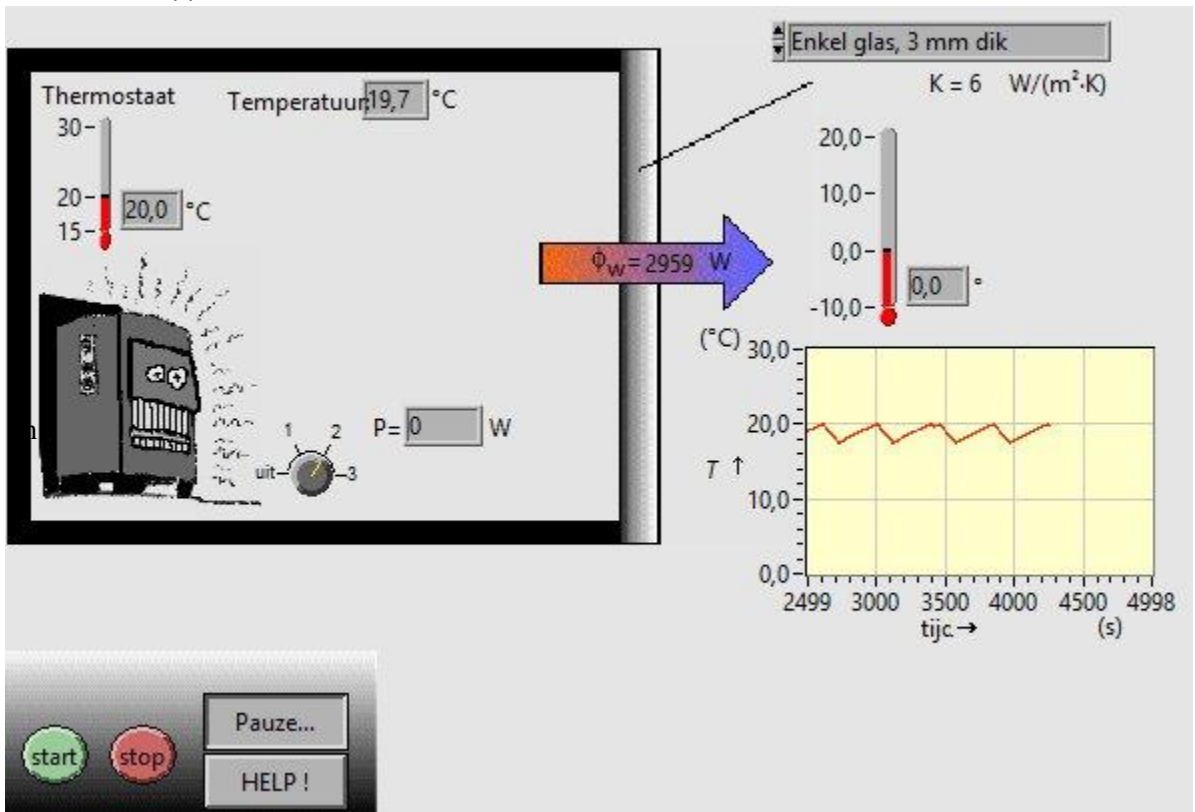 Enkel glas, 3 mm dik
K = 6 W/(m²·K)
Thermostaat
Temperatuur: 19,7 °C
30
20
15
20,0 °C
20,0
10,0
0,0
-10,0
0,0 °
ϕw = 2959 W
1 2
uit 3
P= 0 W
(°C)
30,0
20,0
T ↑
10,0
0,0
2499 3000 3500 4000 4500 4998
tijd → (s)
start
stop
Pauze...
HELP !